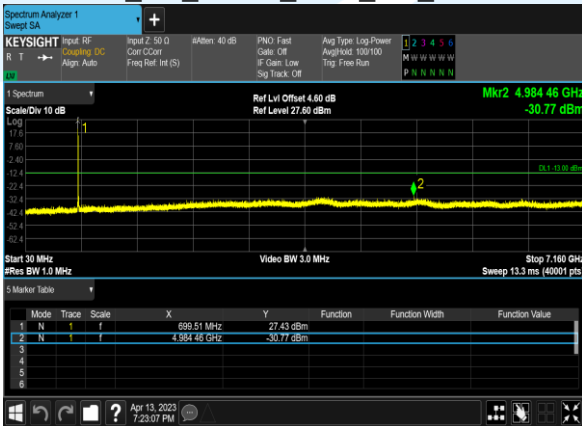 Spectrum Analyzer 1
Swept SA
+
KEYSIGHT Input: RF Input Z: 50 Ω #Atten: 40 dB PNO: Fast Avg Type: Log-Power 1 2 3 4 5 6
R T Coupling: DC Corr CCorr Gate: Off Avg|Hold: 100/100 M W W W W W
Align: Auto Freq Ref: Int (S) IF Gain: Low Trig: Free Run
LU Sig Track: Off P N N N N N
1 Spectrum Ref Lvl Offset 4.60 dB Mkr2 4.984 46 GHz
Scale/Div 10 dB Ref Level 27.60 dBm -30.77 dBm
Log
1
17.6
7.60
-2.40
DL1 -13.00 dBm
-12.4
2
-22.4
-32.4
-42.4
-52.4
-62.4
Start 30 MHz Video BW 3.0 MHz Stop 7.160 GHz
#Res BW 1.0 MHz Sweep 13.3 ms (40001 pts
5 Marker Table
Mode Trace Scale X Y Function Function Width Function Value
1 N 1 f 699.51 MHz 27.43 dBm
2 N 1 f 4.984 46 GHz -30.77 dBm
3
4
5
6
? Apr 13, 2023
7:23:07 PM